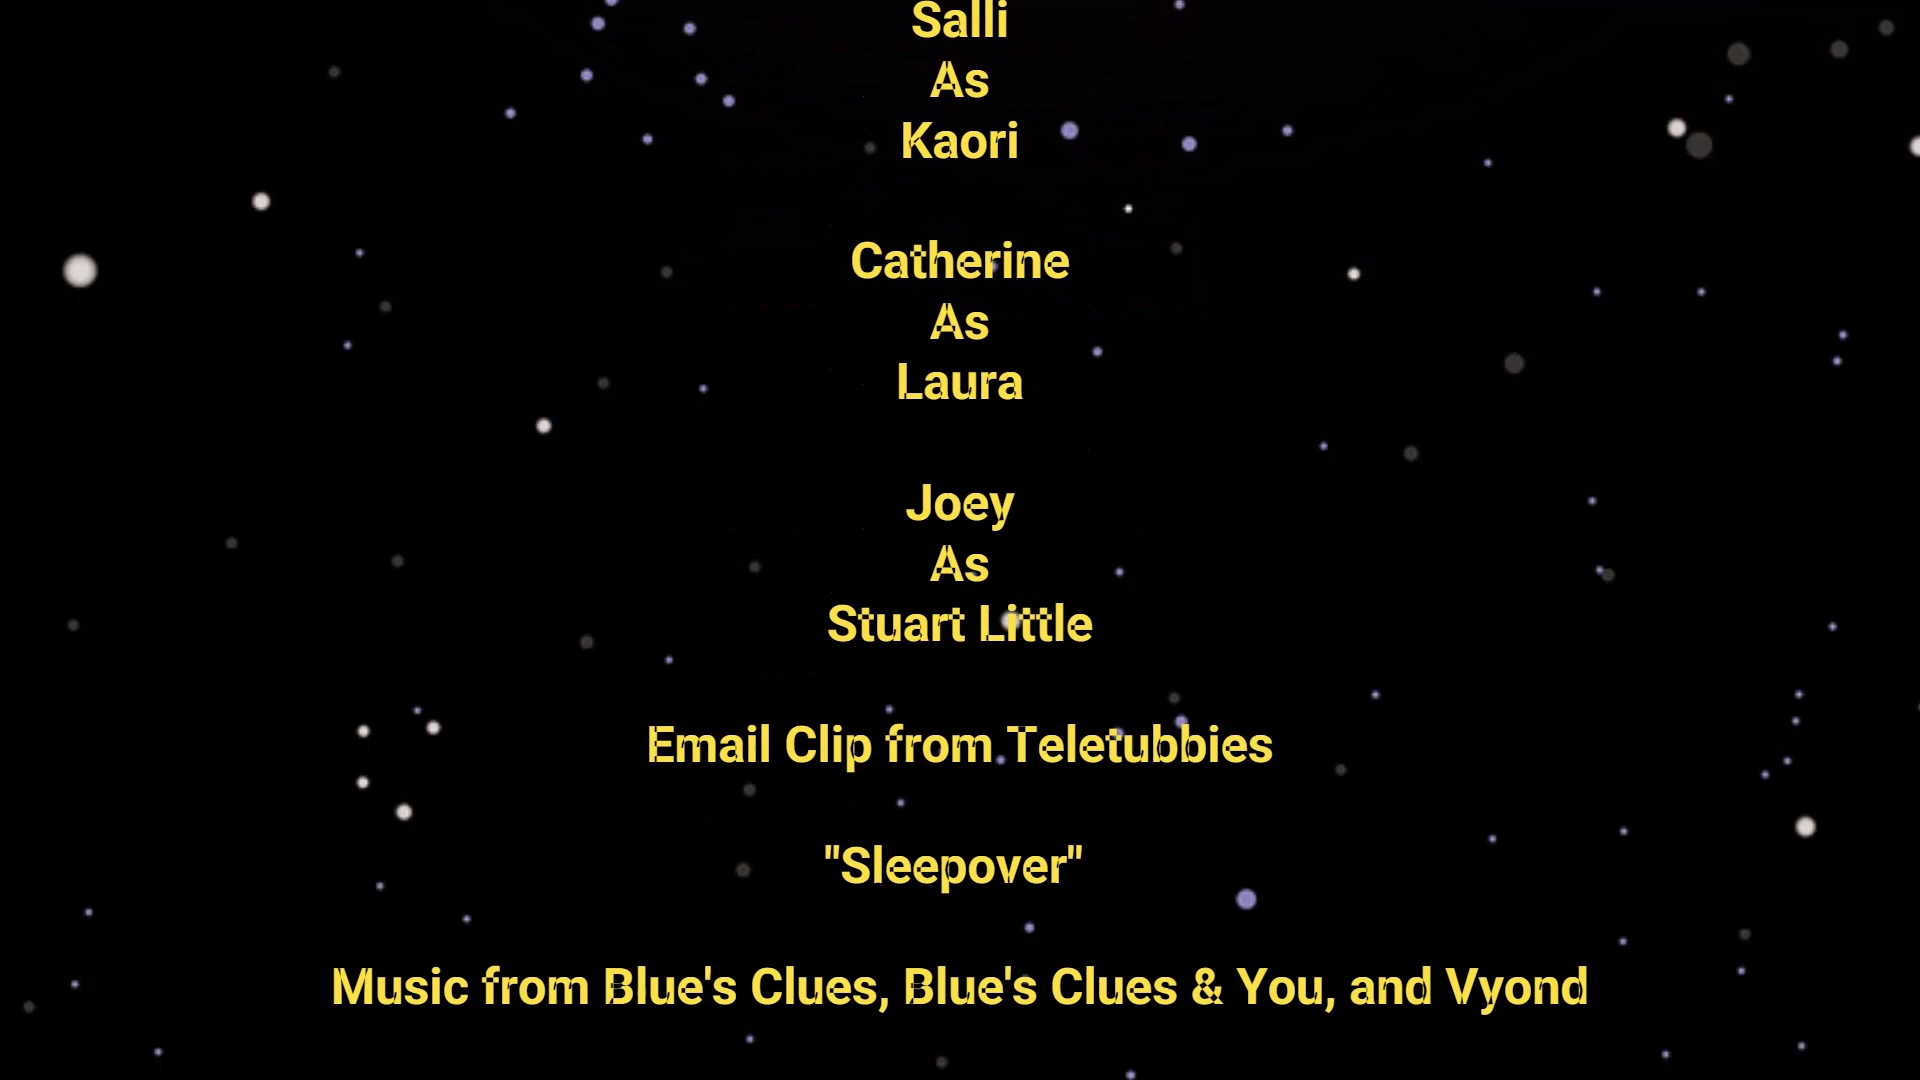 Salli
As
Kaori
Catherine
As
Laura
Joey
As
Stuart Little
Email Clip from Teletubbies
"Sleepover"
Music from Blue's Clues, Blue's Clues & You, and Vyond